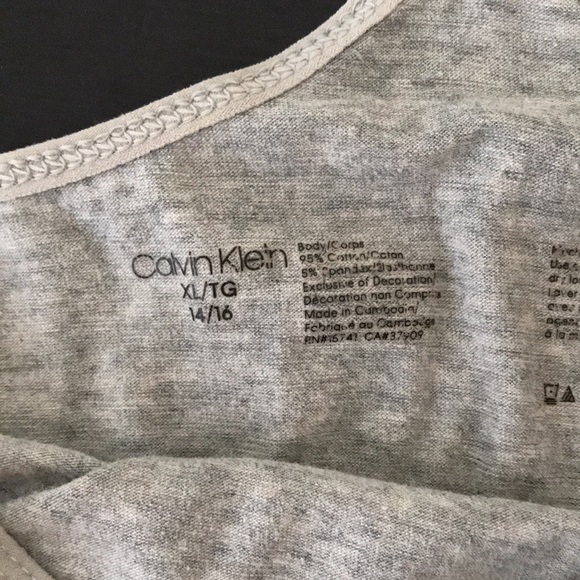 Calvin Klein
XL/TG
14/16
Body/Corps
95% Cotton/Coton
5% Spandex/Élasthanne
Exclusive of Decoration/
Décoration non Comprise
Made in Cambodia/
Fabriqué au Cambodge
RN#15741 CA#37909